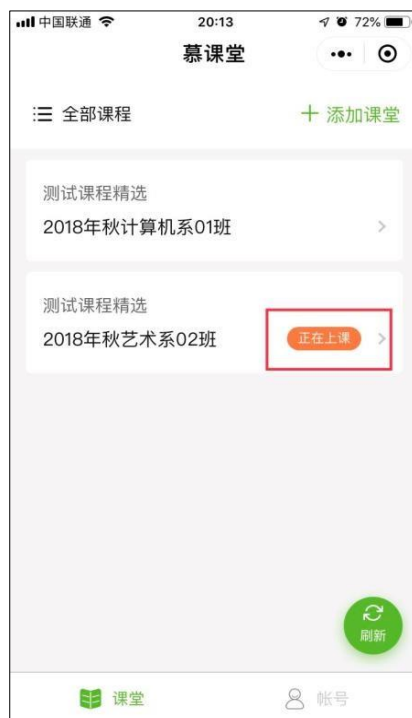 中国联通 20:13 72%
慕课堂
全部课程 添加课堂
测试课程精选
2018年秋计算机系01班
测试课程精选
2018年秋艺术系02班 正在上课
刷新
课堂 帐号